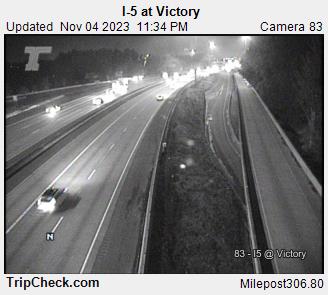 I-5 at Victory
Updated Nov 04 2023 11:34 PM Camera 83
T
N
83 - I5 @ Victory
TripCheck.com Milepost306.80